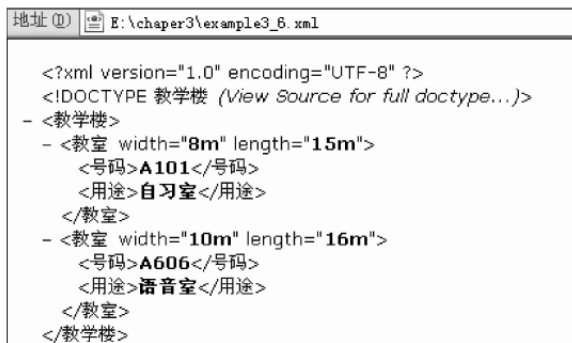 地址(D) E:\chaper3\example3_6.xml
<?xml version="1.0" encoding="UTF-8" ?>
<!DOCTYPE 教学楼 (View Source for full doctype...)>
- <教学楼>
- <教室 width="8m" length="15m">
<号码>A101</号码>
<用途>自习室</用途>
</教室>
- <教室 width="10m" length="16m">
<号码>A606</号码>
<用途>语音室</用途>
</教室>
</教学楼>